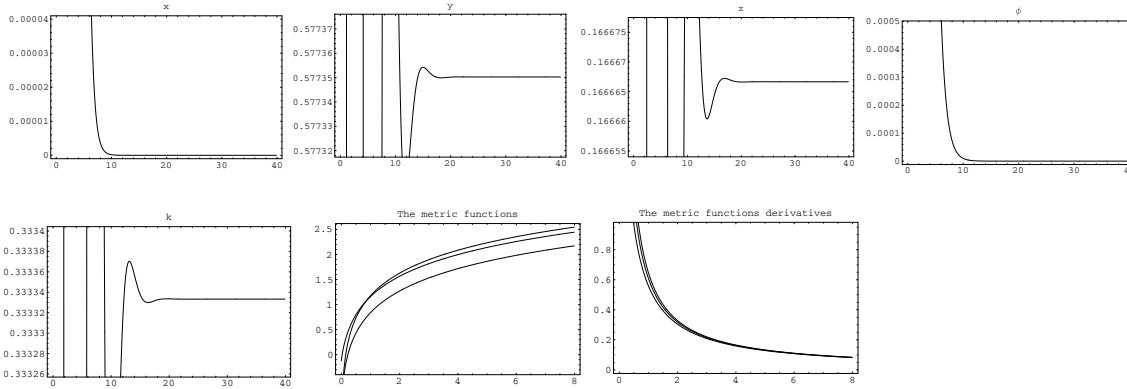 x
0.00004
0.00003
0.00002
0.00001
0
0 10 20 30 40
y
0.57737
0.57736
0.57735
0.57734
0.57733
0.57732
0 10 20 30 40
z
0.166675
0.16667
0.166665
0.16666
0.166655
0 10 20 30 40
ϕ
0.0005
0.0004
0.0003
0.0002
0.0001
0
0 10 20 30 40
k
0.33334
0.33336
0.33334
0.33332
0.3333
0.33328
0.33326
0 10 20 30 40
The metric functions
2.5
2
1.5
1
0.5
0
0 2 4 6 8
The metric functions derivatives
0.8
0.6
0.4
0.2
0
0 2 4 6 8